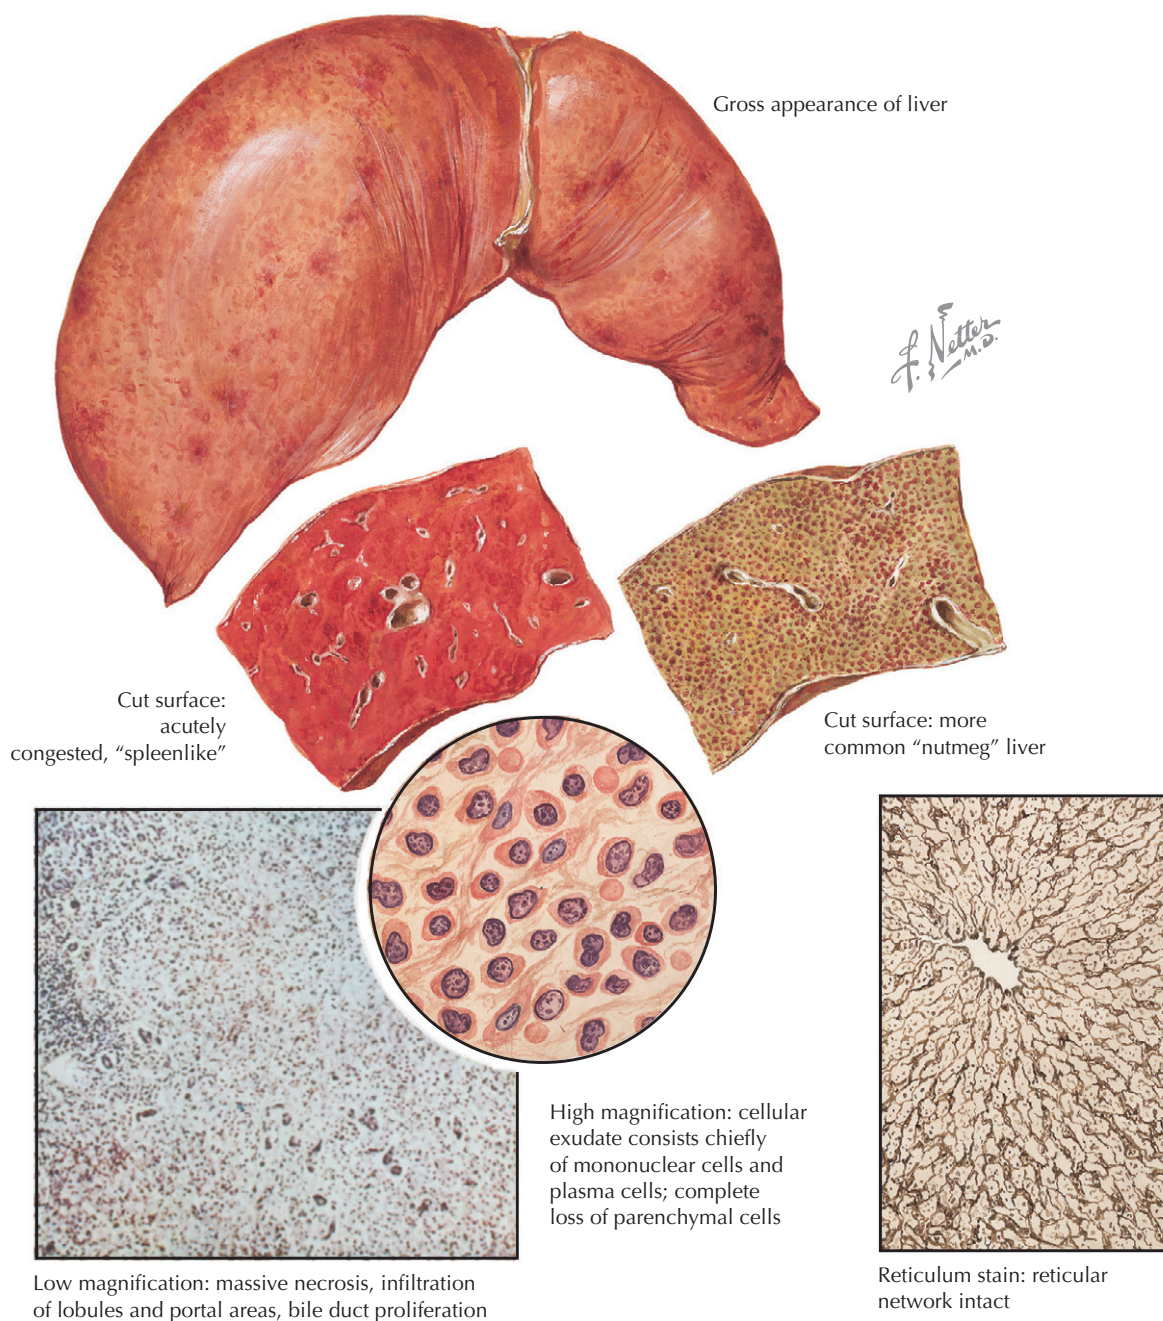 Gross appearance of liver
F. Netter
M.D.
Cut surface:
acutely
congested, “spleenlike”
Cut surface: more
common “nutmeg” liver
High magnification: cellular
exudate consists chiefly
of mononuclear cells and
plasma cells; complete
loss of parenchymal cells
Low magnification: massive necrosis, infiltration
of lobules and portal areas, bile duct proliferation
Reticulum stain: reticular
network intact